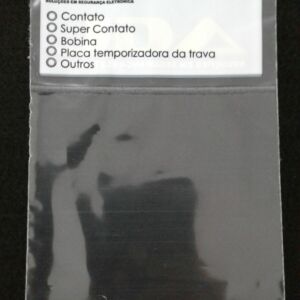 SOLUÇÕES EM SEGURANÇA ELETRÔNICA
Contato
Super Contato
Bobina
Placa temporizadora da trava
Outros